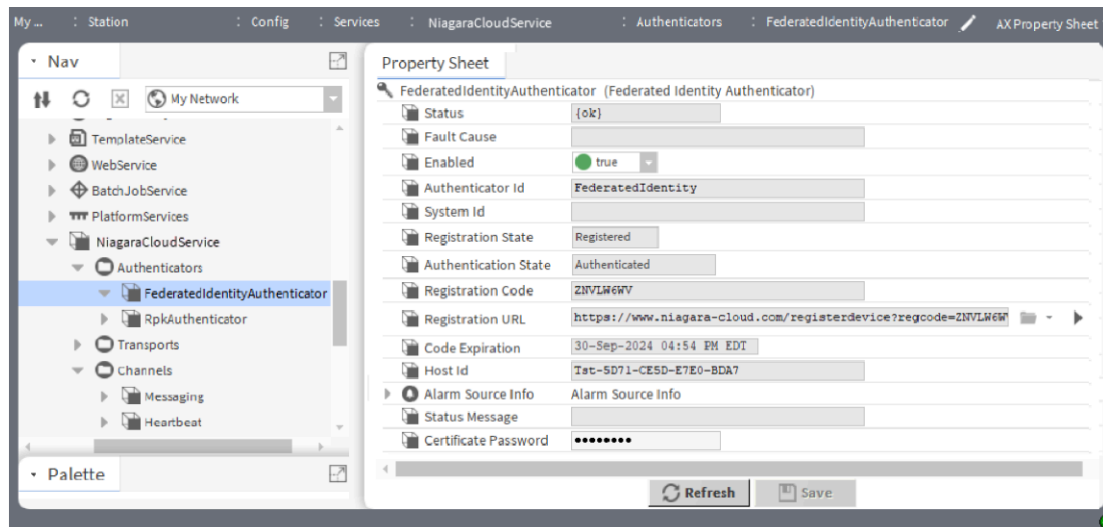 My ... : Station : Config : Services : NiagaraCloudService : Authenticators : FederatedIdentityAuthenticator AX Property Sheet
Nav
My Network
TemplateService
WebService
BatchJobService
PlatformServices
NiagaraCloudService
Authenticators
FederatedIdentityAuthenticator
RpkAuthenticator
Transports
Channels
Messaging
Heartbeat
Palette
Property Sheet
FederatedIdentityAuthenticator (Federated Identity Authenticator)
Status {ok}
Fault Cause
Enabled true
Authenticator Id FederatedIdentity
System Id
Registration State Registered
Authentication State Authenticated
Registration Code ZNVLW6WV
Registration URL https://www.niagara-cloud.com/registerdevice?regcode=ZNVLW6W
Code Expiration 30-Sep-2024 04:54 PM EDT
Host Id Tst-5D71-CE5D-E7E0-BDA7
Alarm Source Info Alarm Source Info
Status Message
Certificate Password ••••••••
Refresh Save